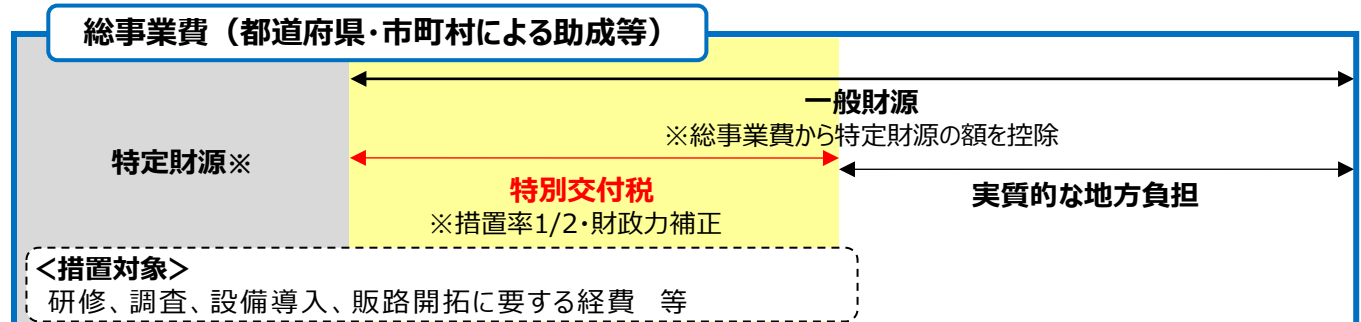 総事業費（都道府県・市町村による助成等）
一般財源
※総事業費から特定財源の額を控除
特定財源※
特別交付税
※措置率1/2・財政力補正
実質的な地方負担
＜措置対象＞
研修、調査、設備導入、販路開拓に要する経費　等